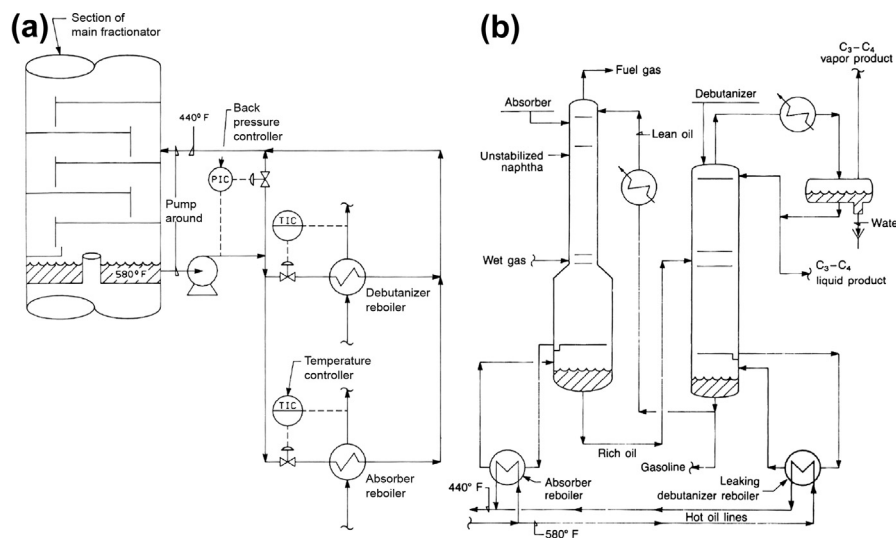 (a)
Section of
main fractionator
440° F
Back
pressure
controller
PIC
Pump
around
TIC
580° F
Debutanizer
reboiler
Temperature
controller
TIC
Absorber
reboiler
(b)
C₃–C₄
vapor product
Fuel gas
Debutanizer
Absorber
Lean oil
Unstabilized
naphtha
Water
Wet gas
C₃–C₄
liquid product
Rich oil
Gasoline
Absorber
reboiler
Leaking
debutanizer reboiler
440° F
Hot oil lines
580° F